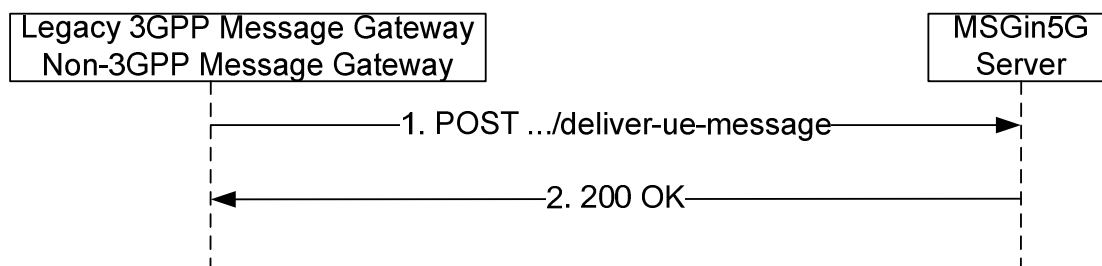 Legacy 3GPP Message Gateway
Non-3GPP Message Gateway
MSGin5G
Server
1. POST .../deliver-ue-message
2. 200 OK